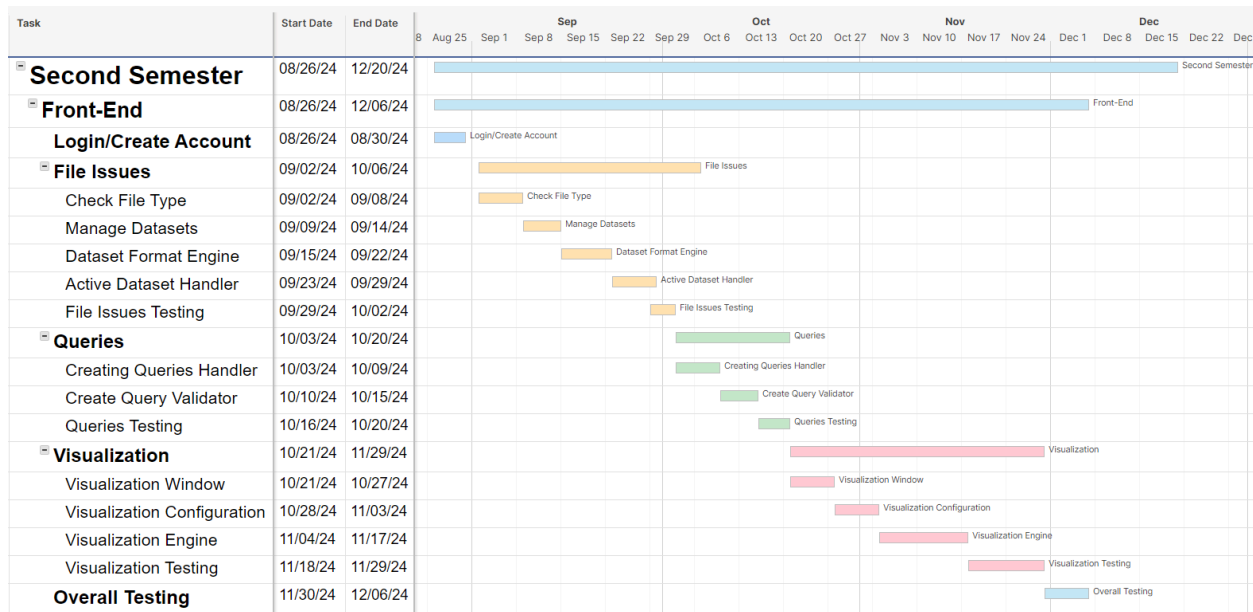 Task Start Date End Date Sep Oct Nov Dec
8 Aug 25 Sep 1 Sep 8 Sep 15 Sep 22 Sep 29 Oct 6 Oct 13 Oct 20 Oct 27 Nov 3 Nov 10 Nov 17 Nov 24 Dec 1 Dec 8 Dec 15 Dec 22 Dec
Second Semester 08/26/24 12/20/24 Second Semester
Front-End 08/26/24 12/06/24 Front-End
Login/Create Account 08/26/24 08/30/24 Login/Create Account
File Issues 09/02/24 10/06/24 File Issues
Check File Type 09/02/24 09/08/24 Check File Type
Manage Datasets 09/09/24 09/14/24 Manage Datasets
Dataset Format Engine 09/15/24 09/22/24 Dataset Format Engine
Active Dataset Handler 09/23/24 09/29/24 Active Dataset Handler
File Issues Testing 09/29/24 10/02/24 File Issues Testing
Queries 10/03/24 10/20/24 Queries
Creating Queries Handler 10/03/24 10/09/24 Creating Queries Handler
Create Query Validator 10/10/24 10/15/24 Create Query Validator
Queries Testing 10/16/24 10/20/24 Queries Testing
Visualization 10/21/24 11/29/24 Visualization
Visualization Window 10/21/24 10/27/24 Visualization Window
Visualization Configuration 10/28/24 11/03/24 Visualization Configuration
Visualization Engine 11/04/24 11/17/24 Visualization Engine
Visualization Testing 11/18/24 11/29/24 Visualization Testing
Overall Testing 11/30/24 12/06/24 Overall Testing